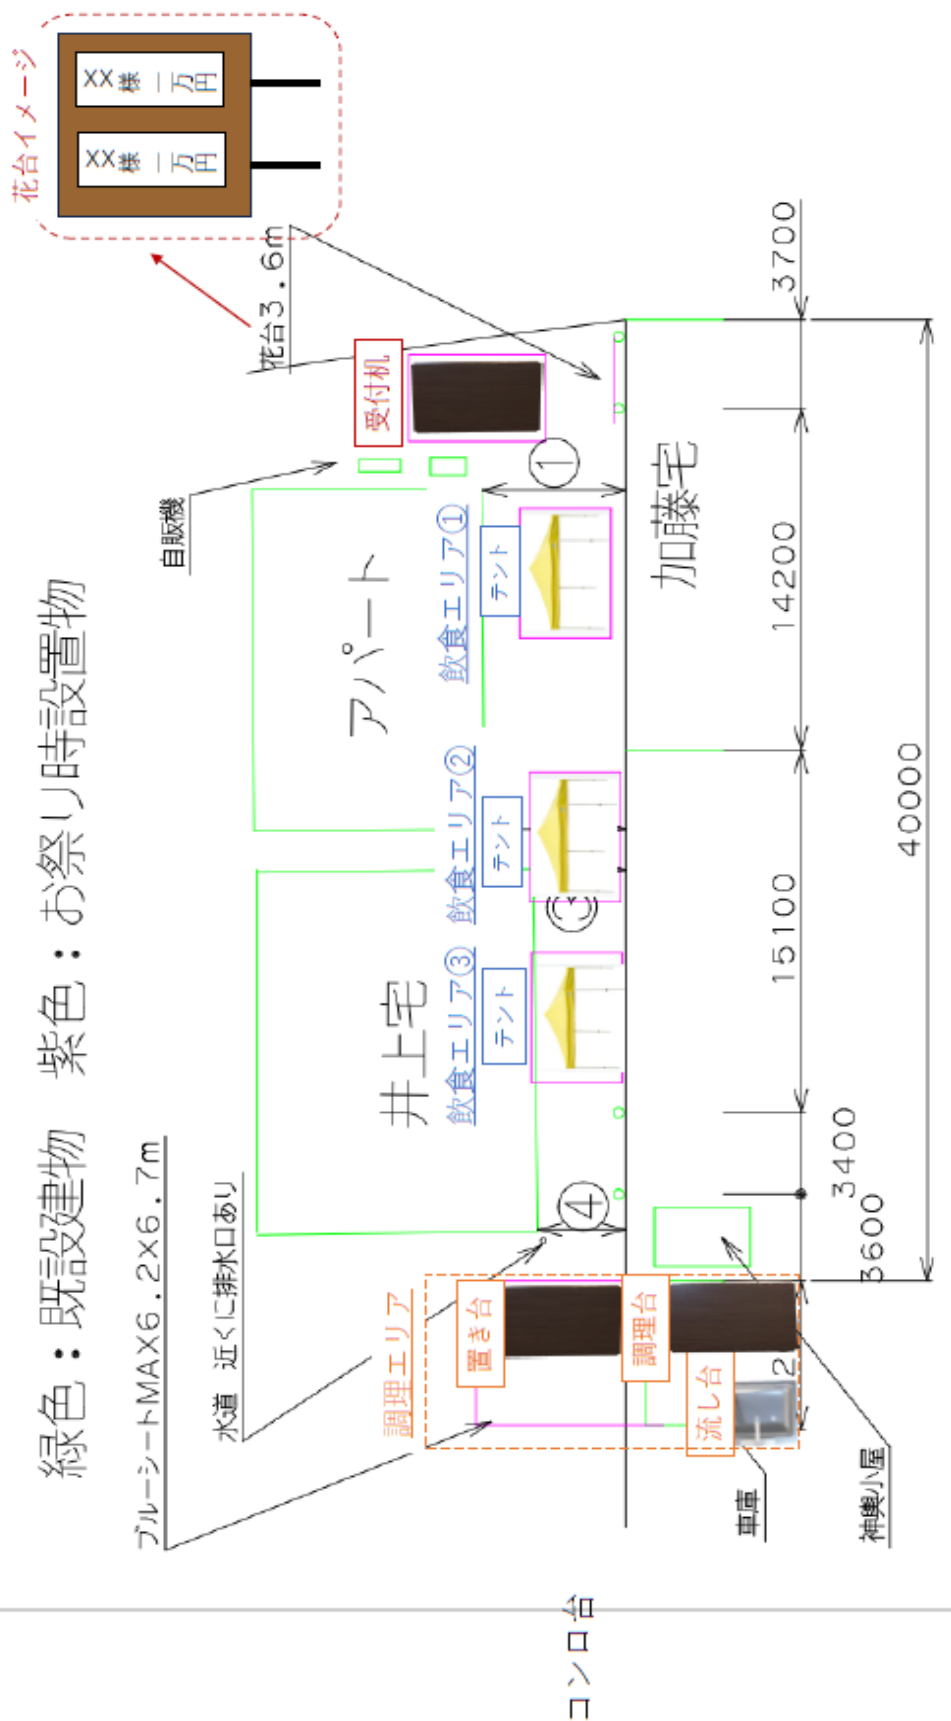 緑色：既設建物　紫色：お祭り時設置物
花台イメージ
XX様 一万円
XX様 一万円
ブルーシートMAX6.2X6.7m
水道　近くに排水口あり
自販機
花台3.6m
受付机
アパート
井上宅
調理エリア
飲食エリア③
飲食エリア②
飲食エリア①
置き台
テント
テント
テント
④
①
調理台
流し台
加藤宅
車庫
神輿小屋
2
3600
3400
15100
14200
3700
40000
コンロ台